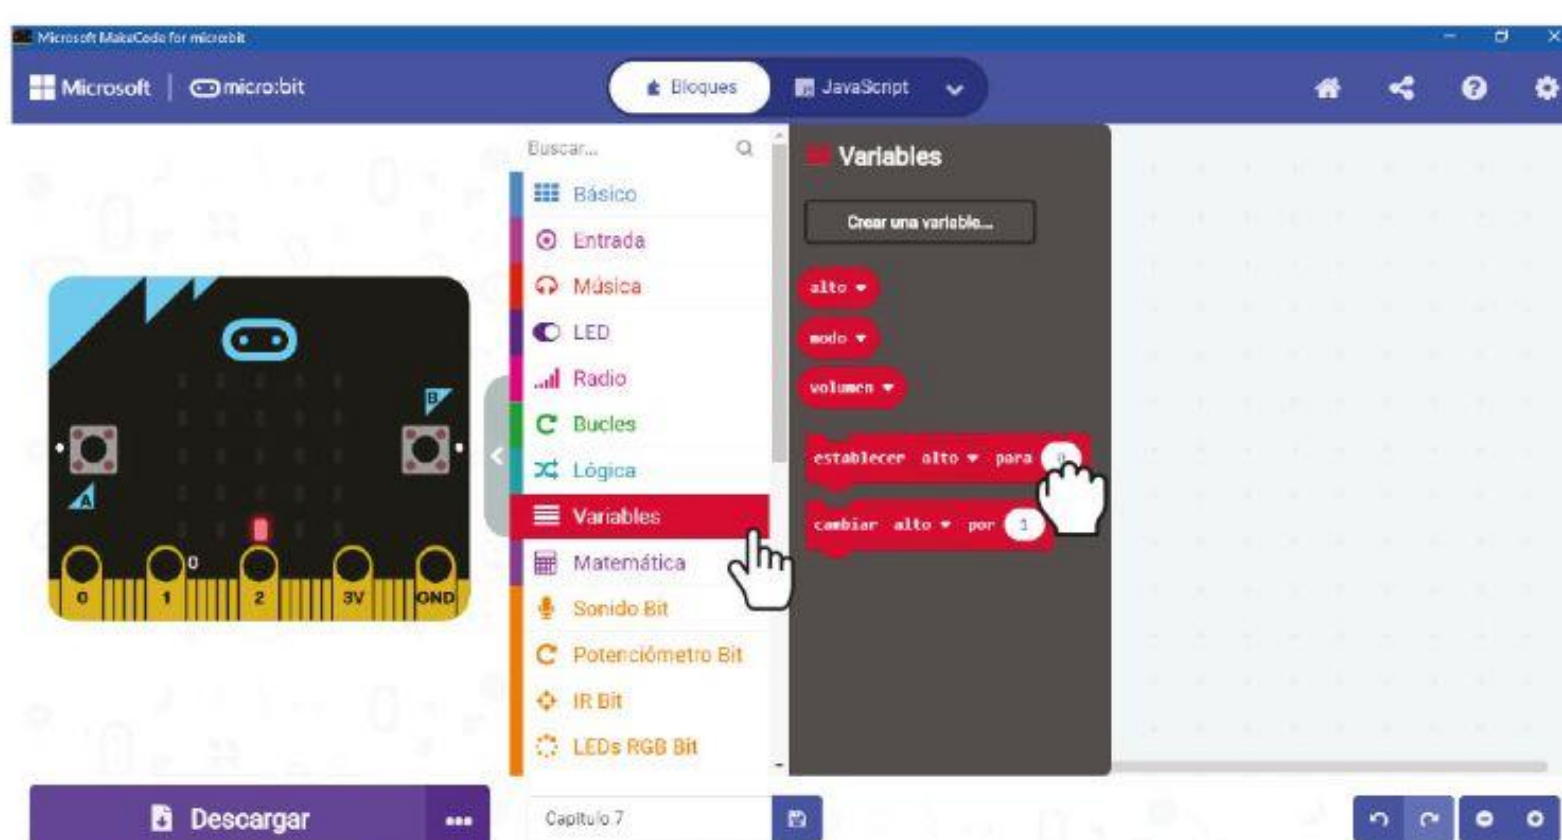 Microsoft MakeCode for micro:bit
Microsoft | micro:bit
Bloques
JavaScript
Buscar...
Básico
Entrada
Música
LED
Radio
Bucles
Lógica
Variables
Matemática
Sonido Bit
Potenciómetro Bit
IR Bit
LEDs RGB Bit
Variables
Crear una variable...
alto
modo
volumen
establecer alto para 0
cambiar alto por 1
A
B
0
0 1 2 3V GND
Descargar
Capitulo 7